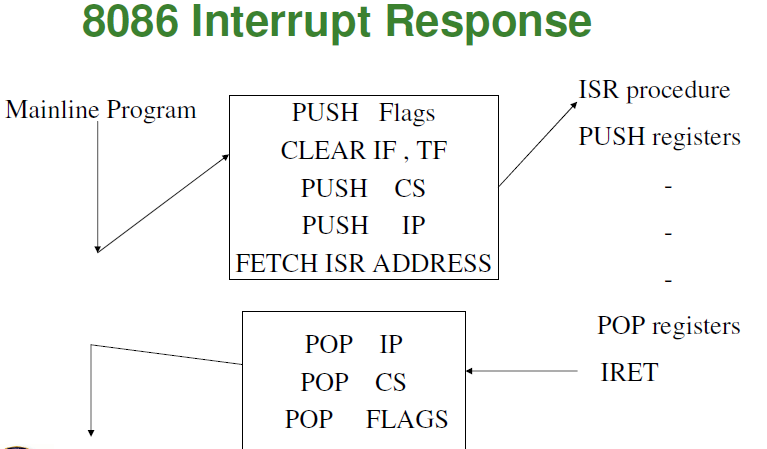 8086 Interrupt Response
Mainline Program
PUSH Flags
CLEAR IF , TF
PUSH CS
PUSH IP
FETCH ISR ADDRESS
ISR procedure
PUSH registers
-
-
-
POP registers
IRET
POP IP
POP CS
POP FLAGS